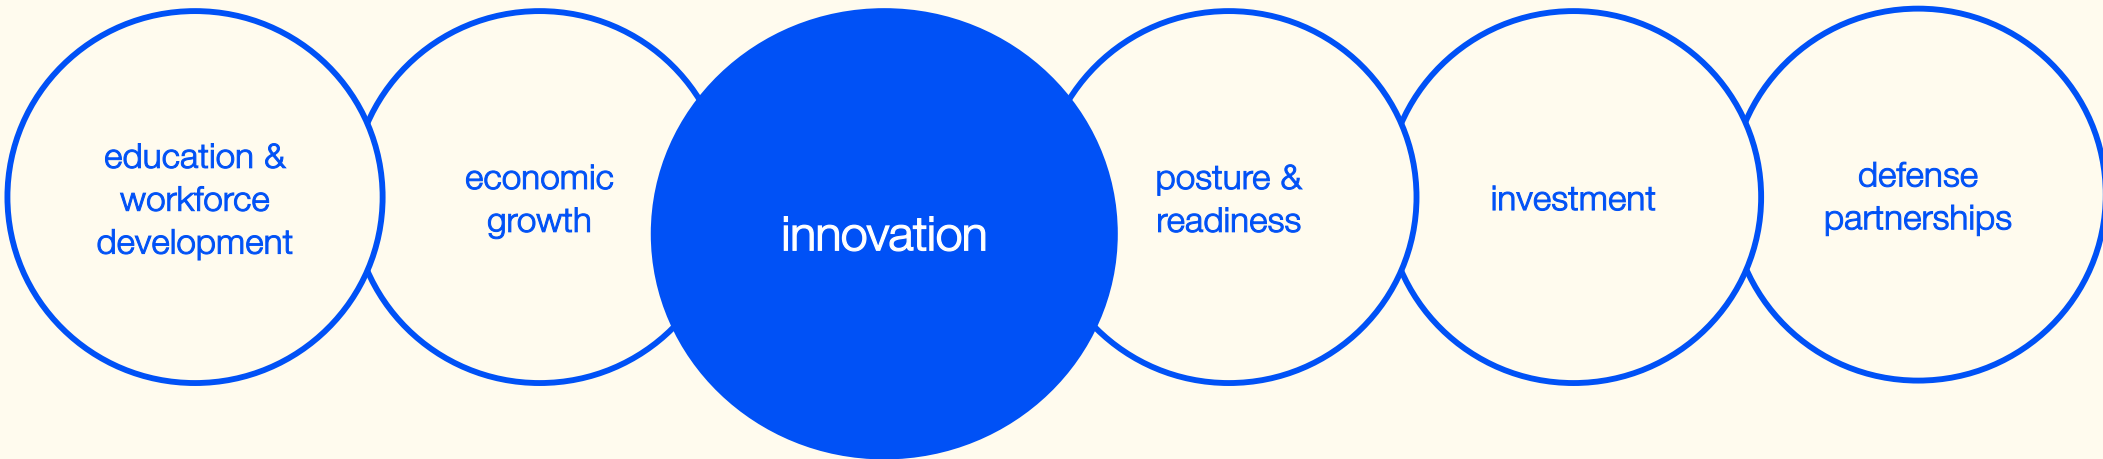 education &
workforce
development
economic
growth
innovation
posture &
readiness
investment
defense
partnerships